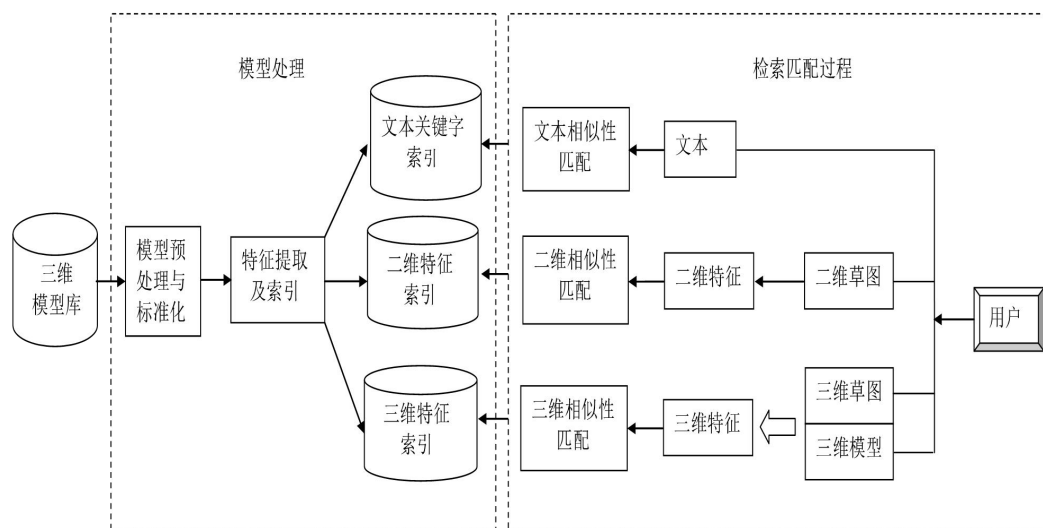 模型处理
检索匹配过程
文本关键字
索引
文本相似性
匹配
文本
三维
模型库
模型预
处理与
标准化
特征提取
及索引
二维特征
索引
二维相似性
匹配
二维特征
二维草图
用户
三维特征
索引
三维相似性
匹配
三维特征
三维草图
三维模型